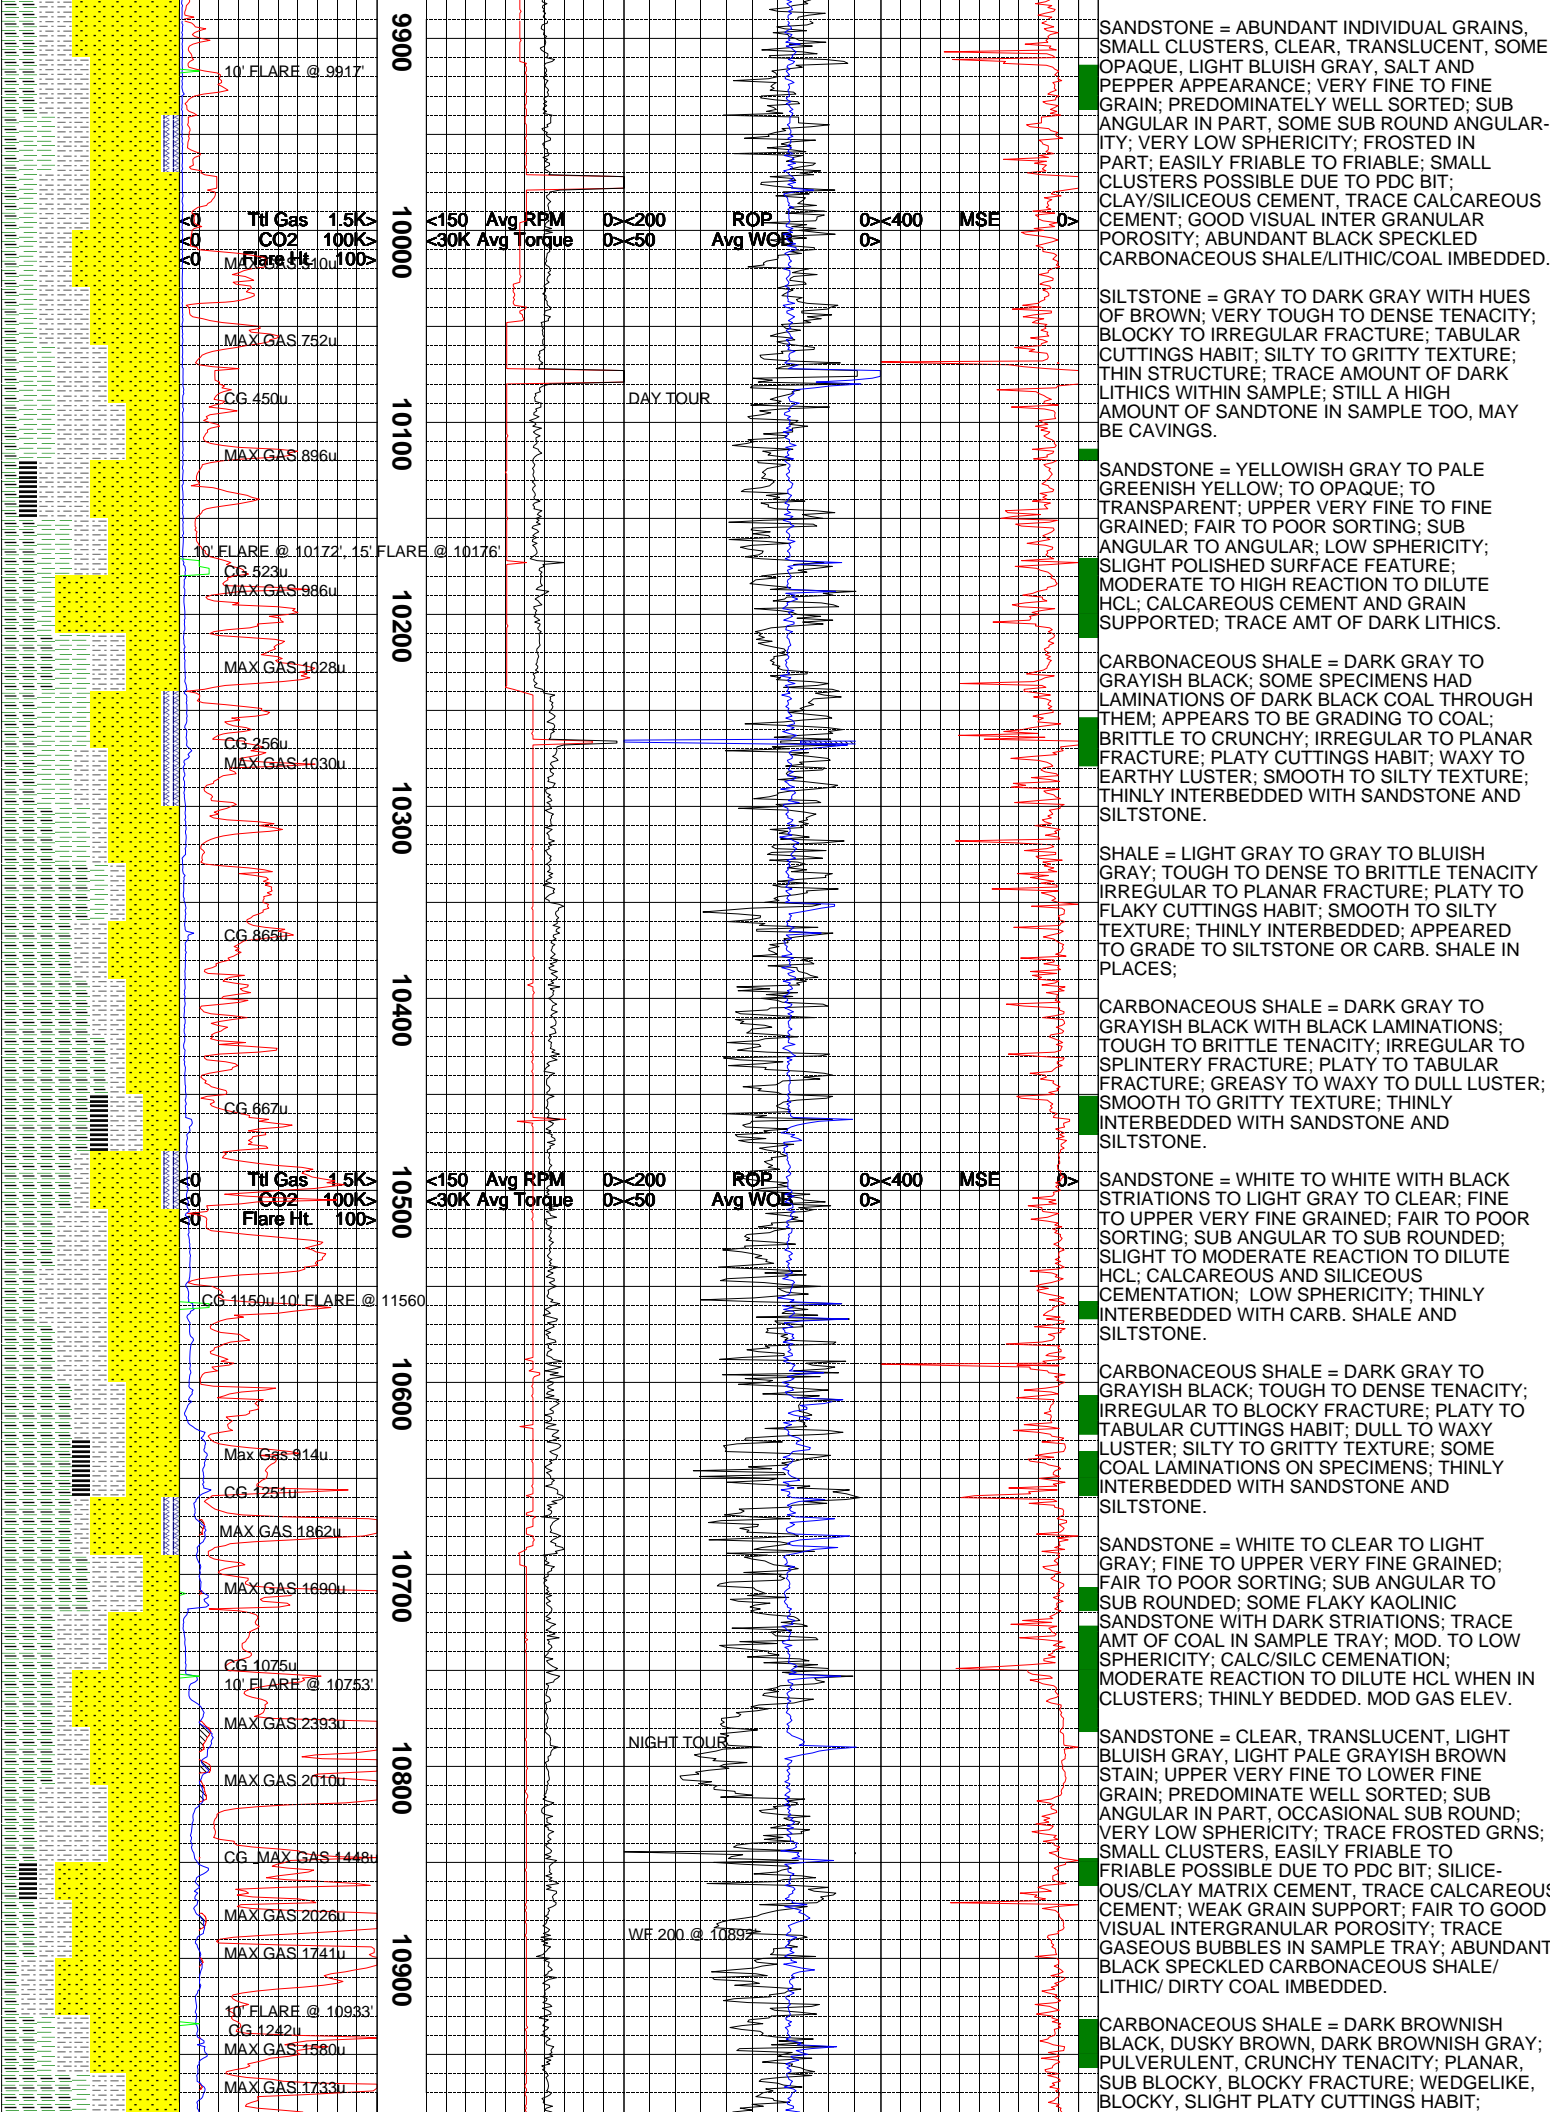 9900
10' FLARE @ 9917'
<0 Ttl Gas 1.5K> <150 Avg RPM 0><200 ROP 0><400 MSE 0>
<0 CO2 100K> <30K Avg Torque 0><50 Avg WOB 0>
<0 Flare Ht. 100>
MAX GAS 510u
10000
MAX GAS 752u
CG 450u
DAY TOUR
10100
MAX GAS 896u
10' FLARE @ 10172', 15' FLARE @ 10176'
CG 523u
MAX GAS 986u
10200
MAX GAS 1028u
CG 256u
MAX GAS 1030u
10300
CG 865u
10400
CG 667u
<0 Ttl Gas 1.5K> <150 Avg RPM 0><200 ROP 0><400 MSE 0>
<0 CO2 100K> <30K Avg Torque 0><50 Avg WOB 0>
<0 Flare Ht. 100>
10500
CG 1150u 10' FLARE @ 11560
10600
Max Gas 914u
CG 1251u
MAX GAS 1862u
MAX GAS 1690u
10700
CG 1075u
10' FLARE @ 10753'
MAX GAS 2393u
NIGHT TOUR
MAX GAS 2010u
10800
CG MAX GAS 1448u
MAX GAS 2026u
WF 200 @ 10892'
MAX GAS 1741u
10900
10' FLARE @ 10933'
CG 1242u
MAX GAS 1580u
MAX GAS 1733u
SANDSTONE = ABUNDANT INDIVIDUAL GRAINS,
SMALL CLUSTERS, CLEAR, TRANSLUCENT, SOME
OPAQUE, LIGHT BLUISH GRAY, SALT AND
PEPPER APPEARANCE; VERY FINE TO FINE
GRAIN; PREDOMINATELY WELL SORTED; SUB
ANGULAR IN PART, SOME SUB ROUND ANGULAR-
ITY; VERY LOW SPHERICITY; FROSTED IN
PART; EASILY FRIABLE TO FRIABLE; SMALL
CLUSTERS POSSIBLE DUE TO PDC BIT;
CLAY/SILICEOUS CEMENT, TRACE CALCAREOUS
CEMENT; GOOD VISUAL INTER GRANULAR
POROSITY; ABUNDANT BLACK SPECKLED
CARBONACEOUS SHALE/LITHIC/COAL IMBEDDED.
SILTSTONE = GRAY TO DARK GRAY WITH HUES
OF BROWN; VERY TOUGH TO DENSE TENACITY;
BLOCKY TO IRREGULAR FRACTURE; TABULAR
CUTTINGS HABIT; SILTY TO GRITTY TEXTURE;
THIN STRUCTURE; TRACE AMOUNT OF DARK
LITHICS WITHIN SAMPLE; STILL A HIGH
AMOUNT OF SANDTONE IN SAMPLE TOO, MAY
BE CAVINGS.
SANDSTONE = YELLOWISH GRAY TO PALE
GREENISH YELLOW; TO OPAQUE; TO
TRANSPARENT; UPPER VERY FINE TO FINE
GRAINED; FAIR TO POOR SORTING; SUB
ANGULAR TO ANGULAR; LOW SPHERICITY;
SLIGHT POLISHED SURFACE FEATURE;
MODERATE TO HIGH REACTION TO DILUTE
HCL; CALCAREOUS CEMENT AND GRAIN
SUPPORTED; TRACE AMT OF DARK LITHICS.
CARBONACEOUS SHALE = DARK GRAY TO
GRAYISH BLACK; SOME SPECIMENS HAD
LAMINATIONS OF DARK BLACK COAL THROUGH
THEM; APPEARS TO BE GRADING TO COAL;
BRITTLE TO CRUNCHY; IRREGULAR TO PLANAR
FRACTURE; PLATY CUTTINGS HABIT; WAXY TO
EARTHY LUSTER; SMOOTH TO SILTY TEXTURE;
THINLY INTERBEDDED WITH SANDSTONE AND
SILTSTONE.
SHALE = LIGHT GRAY TO GRAY TO BLUISH
GRAY; TOUGH TO DENSE TO BRITTLE TENACITY
IRREGULAR TO PLANAR FRACTURE; PLATY TO
FLAKY CUTTINGS HABIT; SMOOTH TO SILTY
TEXTURE; THINLY INTERBEDDED; APPEARED
TO GRADE TO SILTSTONE OR CARB. SHALE IN
PLACES;
CARBONACEOUS SHALE = DARK GRAY TO
GRAYISH BLACK WITH BLACK LAMINATIONS;
TOUGH TO BRITTLE TENACITY; IRREGULAR TO
SPLINTERY FRACTURE; PLATY TO TABULAR
FRACTURE; GREASY TO WAXY TO DULL LUSTER;
SMOOTH TO GRITTY TEXTURE; THINLY
INTERBEDDED WITH SANDSTONE AND
SILTSTONE.
SANDSTONE = WHITE TO WHITE WITH BLACK
STRIATIONS TO LIGHT GRAY TO CLEAR; FINE
TO UPPER VERY FINE GRAINED; FAIR TO POOR
SORTING; SUB ANGULAR TO SUB ROUNDED;
SLIGHT TO MODERATE REACTION TO DILUTE
HCL; CALCAREOUS AND SILICEOUS
CEMENTATION; LOW SPHERICITY; THINLY
INTERBEDDED WITH CARB. SHALE AND
SILTSTONE.
CARBONACEOUS SHALE = DARK GRAY TO
GRAYISH BLACK; TOUGH TO DENSE TENACITY;
IRREGULAR TO BLOCKY FRACTURE; PLATY TO
TABULAR CUTTINGS HABIT; DULL TO WAXY
LUSTER; SILTY TO GRITTY TEXTURE; SOME
COAL LAMINATIONS ON SPECIMENS; THINLY
INTERBEDDED WITH SANDSTONE AND
SILTSTONE.
SANDSTONE = WHITE TO CLEAR TO LIGHT
GRAY; FINE TO UPPER VERY FINE GRAINED;
FAIR TO POOR SORTING; SUB ANGULAR TO
SUB ROUNDED; SOME FLAKY KAOLINIC
SANDSTONE WITH DARK STRIATIONS; TRACE
AMT OF COAL IN SAMPLE TRAY; MOD. TO LOW
SPHERICITY; CALC/SILC CEMENATION;
MODERATE REACTION TO DILUTE HCL WHEN IN
CLUSTERS; THINLY BEDDED. MOD GAS ELEV.
SANDSTONE = CLEAR, TRANSLUCENT, LIGHT
BLUISH GRAY, LIGHT PALE GRAYISH BROWN
STAIN; UPPER VERY FINE TO LOWER FINE
GRAIN; PREDOMINATE WELL SORTED; SUB
ANGULAR IN PART, OCCASIONAL SUB ROUND;
VERY LOW SPHERICITY; TRACE FROSTED GRNS;
SMALL CLUSTERS, EASILY FRIABLE TO
FRIABLE POSSIBLE DUE TO PDC BIT; SILICE-
OUS/CLAY MATRIX CEMENT, TRACE CALCAREOUS
CEMENT; WEAK GRAIN SUPPORT; FAIR TO GOOD
VISUAL INTERGRANULAR POROSITY; TRACE
GASEOUS BUBBLES IN SAMPLE TRAY; ABUNDANT
BLACK SPECKLED CARBONACEOUS SHALE/
LITHIC/ DIRTY COAL IMBEDDED.
CARBONACEOUS SHALE = DARK BROWNISH
BLACK, DUSKY BROWN, DARK BROWNISH GRAY;
PULVERULENT, CRUNCHY TENACITY; PLANAR,
SUB BLOCKY, BLOCKY FRACTURE; WEDGELIKE,
BLOCKY, SLIGHT PLATY CUTTINGS HABIT;